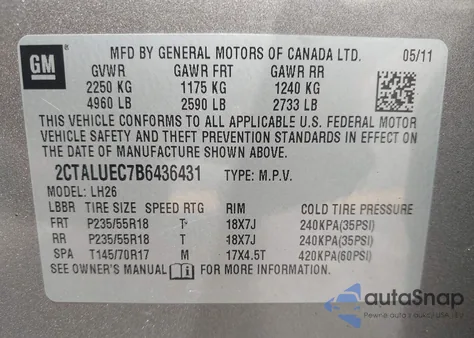 GM
MFD BY GENERAL MOTORS OF CANADA LTD. 05/11
GVWR GAWR FRT GAWR RR
2250 KG 1175 KG 1240 KG
4960 LB 2590 LB 2733 LB
THIS VEHICLE CONFORMS TO ALL APPLICABLE U.S. FEDERAL MOTOR
VEHICLE SAFETY AND THEFT PREVENTION STANDARDS IN EFFECT ON
THE DATE OF MANUFACTURE SHOWN ABOVE.
2CTALUEC7B6436431 TYPE: M.P.V.
MODEL: LH26
LBBR TIRE SIZE SPEED RTG RIM COLD TIRE PRESSURE
FRT P235/55R18 T 18X7J 240KPA(35PSI)
RR P235/55R18 T 18X7J 240KPA(35PSI)
SPA T145/70R17 M 17X4.5T 420KPA(60PSI)
SEE OWNER'S MANUAL FOR MORE INFORMATION
autoSnap
Pewne auta z aukcji USA